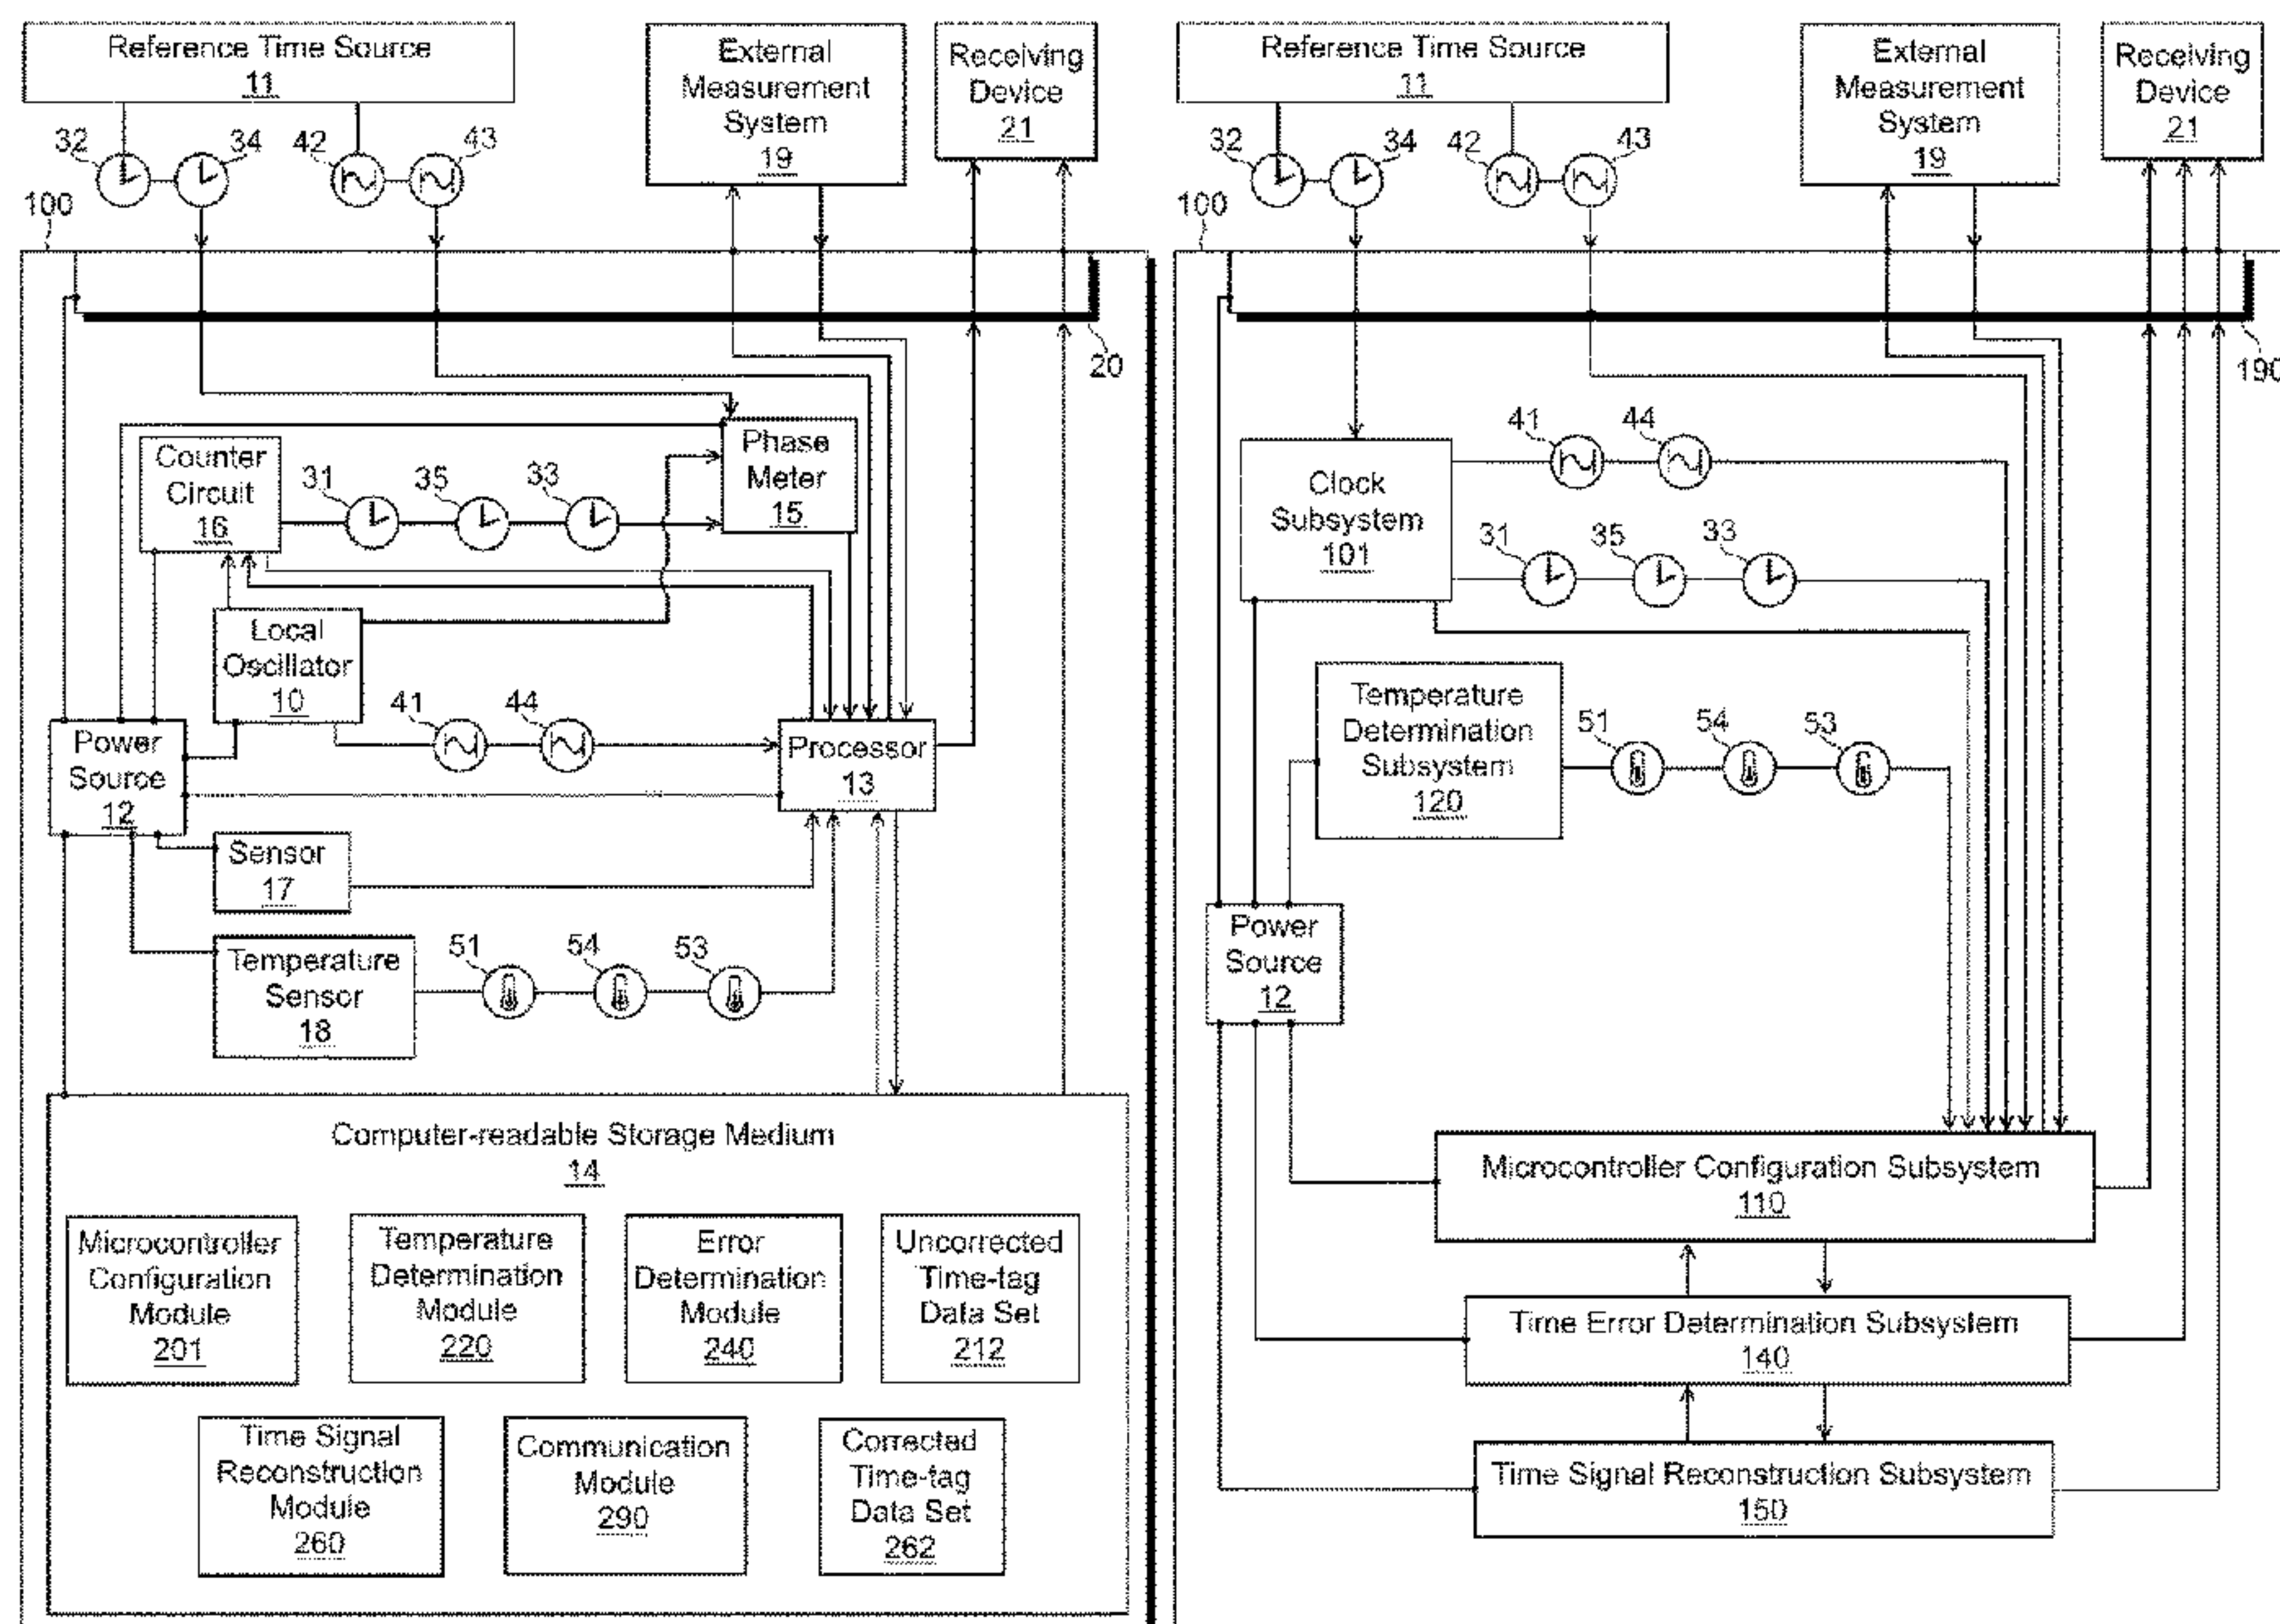 Reference Time Source
11
External
Measurement
System
19
Receiving
Device
21
32
34
42
43
100
20
Counter
Circuit
16
31
35
33
Phase
Meter
15
Local
Oscillator
10
41
44
Power
Source
12
Processor
13
Sensor
17
Temperature
Sensor
18
51
54
53
Computer-readable Storage Medium
14
Microcontroller
Configuration
Module
201
Temperature
Determination
Module
220
Error
Determination
Module
240
Uncorrected
Time-tag
Data Set
212
Time Signal
Reconstruction
Module
260
Communication
Module
290
Corrected
Time-tag
Data Set
262
Reference Time Source
11
External
Measurement
System
19
Receiving
Device
21
32
34
42
43
100
190
Clock
Subsystem
101
41
44
31
35
33
Temperature
Determination
Subsystem
120
51
54
53
Power
Source
12
Microcontroller Configuration Subsystem
110
Time Error Determination Subsystem
140
Time Signal Reconstruction Subsystem
150